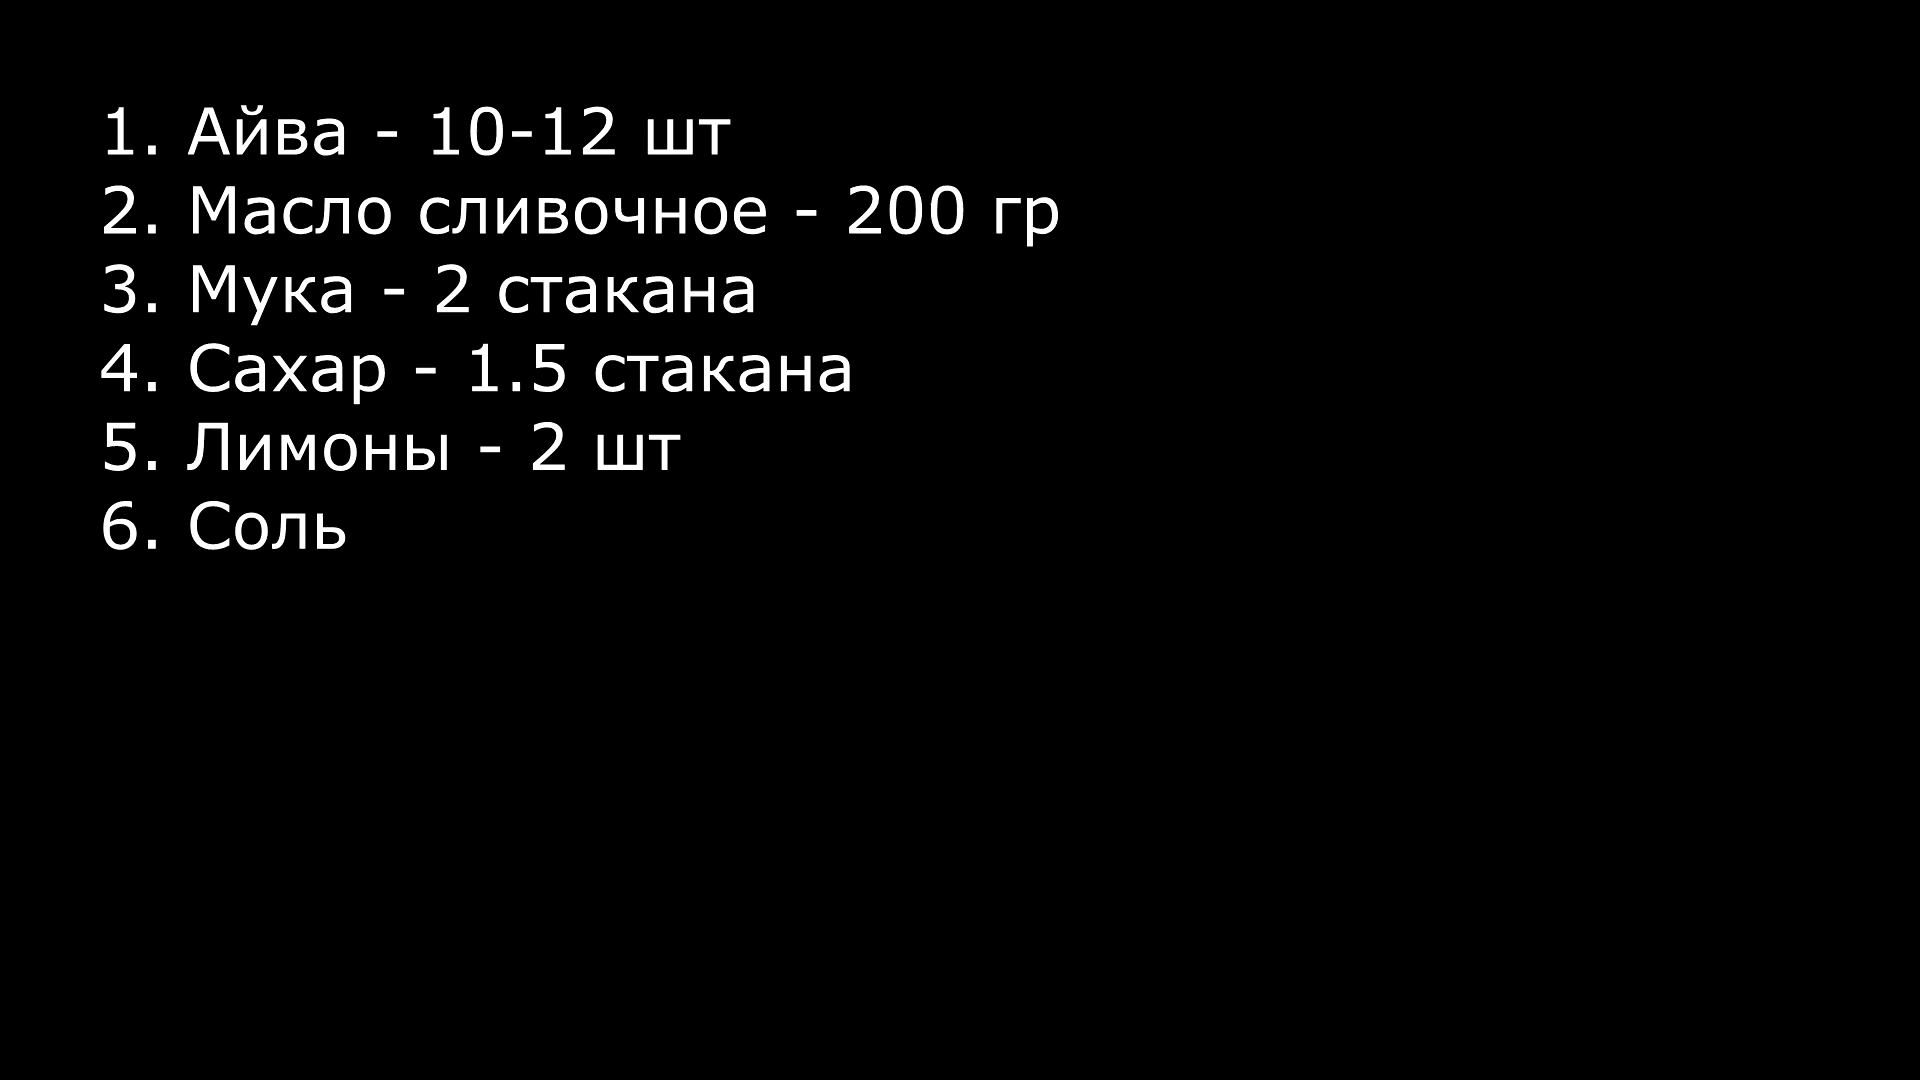 1. Айва - 10-12 шт
2. Масло сливочное - 200 гр
3. Мука - 2 стакана
4. Сахар - 1.5 стакана
5. Лимоны - 2 шт
6. Соль